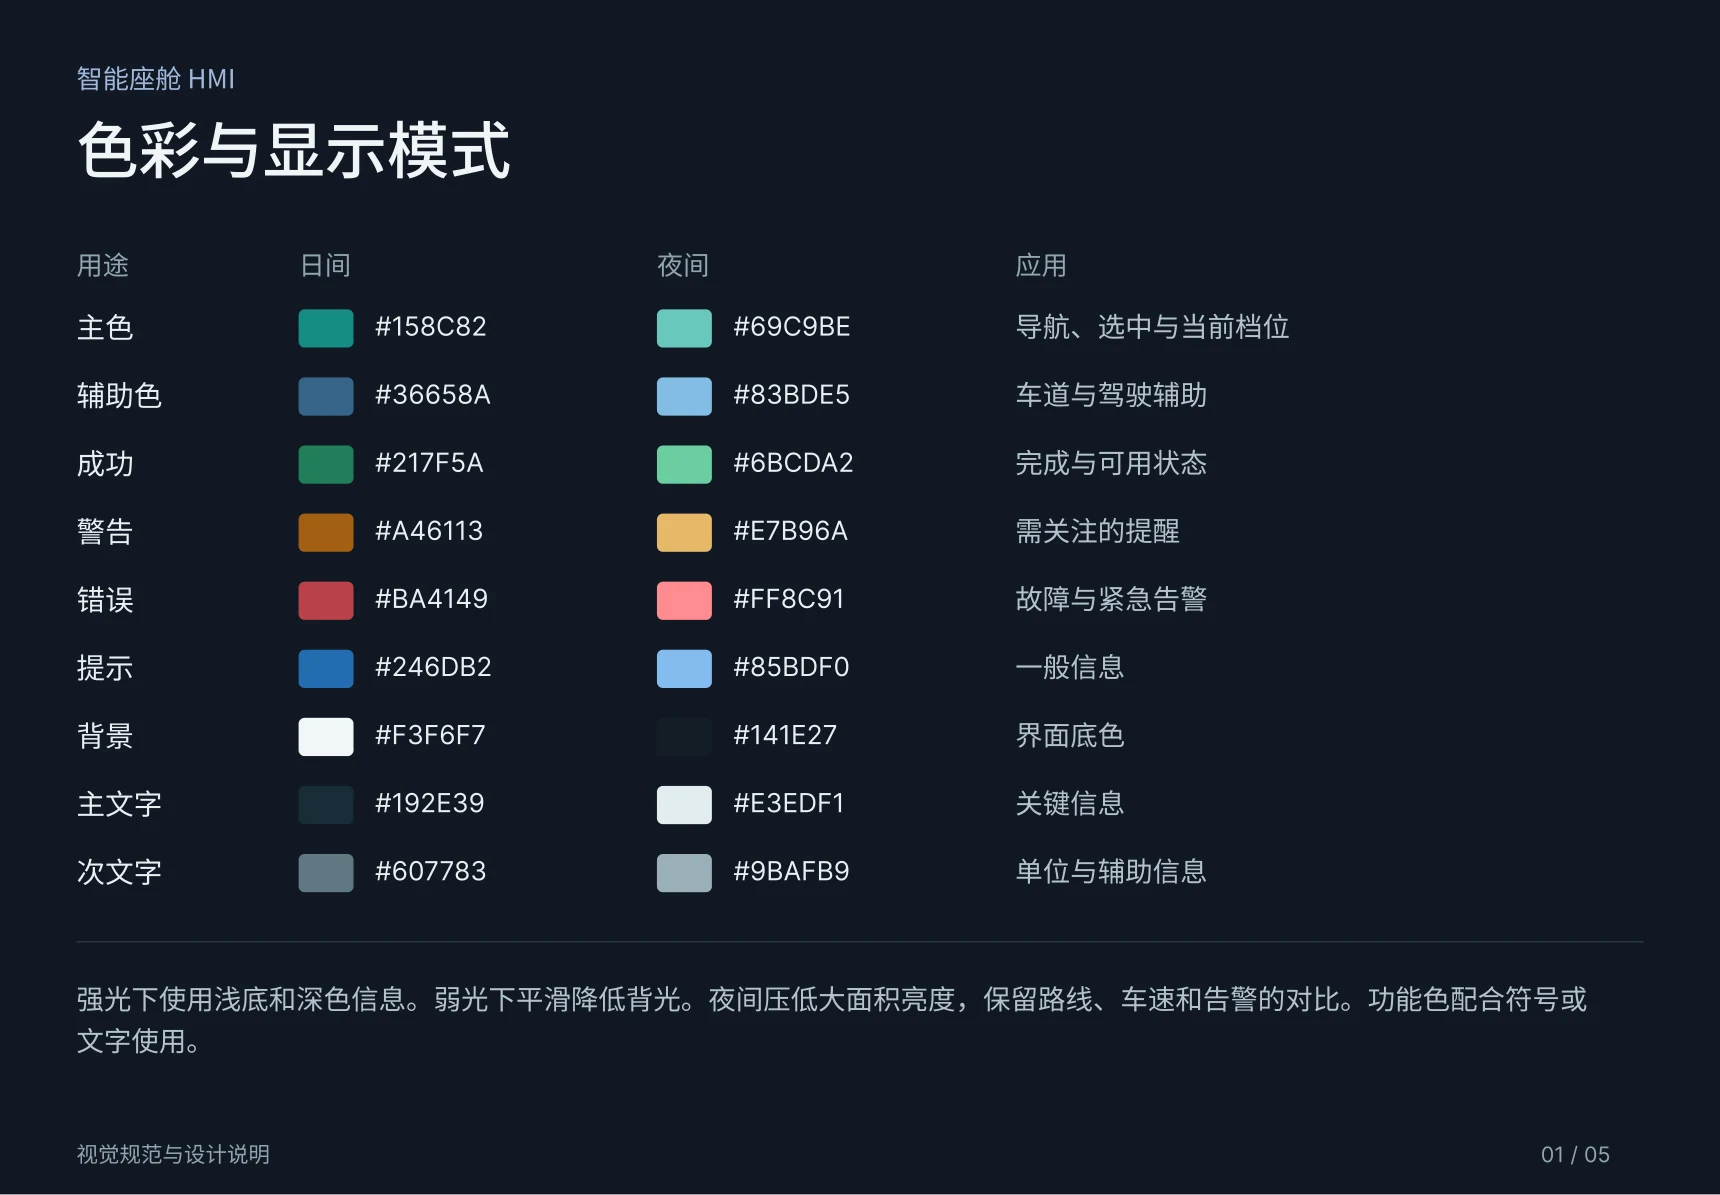 智能座舱 HMI
色彩与显示模式
用途 日间 夜间 应用
主色 #158C82 #69C9BE 导航、选中与当前档位
辅助色 #36658A #83BDE5 车道与驾驶辅助
成功 #217F5A #6BCDA2 完成与可用状态
警告 #A46113 #E7B96A 需关注的提醒
错误 #BA4149 #FF8C91 故障与紧急告警
提示 #246DB2 #85BDF0 一般信息
背景 #F3F6F7 #141E27 界面底色
主文字 #192E39 #E3EDF1 关键信息
次文字 #607783 #9BAFB9 单位与辅助信息
强光下使用浅底和深色信息。弱光下平滑降低背光。夜间压低大面积亮度，保留路线、车速和告警的对比。功能色配合符号或
文字使用。
视觉规范与设计说明 01 / 05